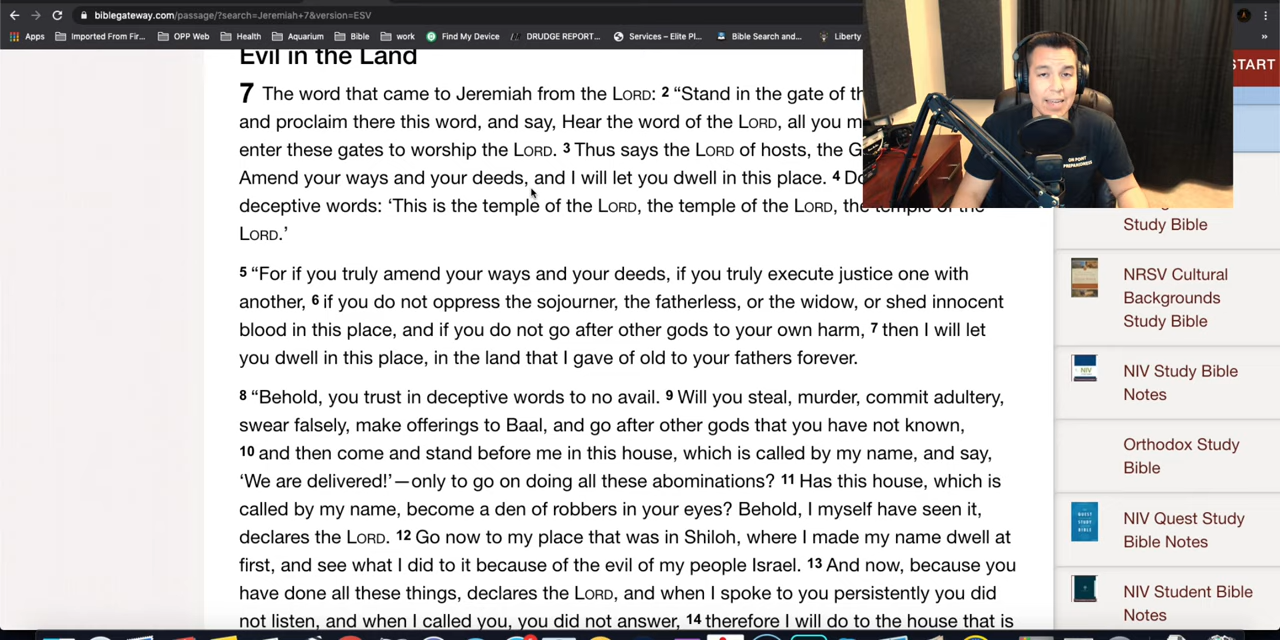 biblegateway.com/passage/?search=Jeremiah+7&version=ESV
Apps Imported From Fir... OPP Web Health Aquarium Bible work Find My Device DRUDGE REPORT... Services – Elite Pl... Bible Search and... Liberty »
Evil in the Land
START
7 The word that came to Jeremiah from the LORD: 2 “Stand in the gate of th
and proclaim there this word, and say, Hear the word of the LORD, all you m
enter these gates to worship the LORD. 3 Thus says the LORD of hosts, the G
Amend your ways and your deeds, and I will let you dwell in this place. 4 Do
deceptive words: ‘This is the temple of the LORD, the temple of the LORD, the temple of the
LORD.’
5 “For if you truly amend your ways and your deeds, if you truly execute justice one with
another, 6 if you do not oppress the sojourner, the fatherless, or the widow, or shed innocent
blood in this place, and if you do not go after other gods to your own harm, 7 then I will let
you dwell in this place, in the land that I gave of old to your fathers forever.
8 “Behold, you trust in deceptive words to no avail. 9 Will you steal, murder, commit adultery,
swear falsely, make offerings to Baal, and go after other gods that you have not known,
10 and then come and stand before me in this house, which is called by my name, and say,
‘We are delivered!’—only to go on doing all these abominations? 11 Has this house, which is
called by my name, become a den of robbers in your eyes? Behold, I myself have seen it,
declares the LORD. 12 Go now to my place that was in Shiloh, where I made my name dwell at
first, and see what I did to it because of the evil of my people Israel. 13 And now, because you
have done all these things, declares the LORD, and when I spoke to you persistently you did
not listen, and when I called you, you did not answer, 14 therefore I will do to the house that is
ON POINT
PREPAREDNESS
Study Bible
NRSV Cultural
Backgrounds
Study Bible
NIV Study Bible
Notes
Orthodox Study
Bible
NIV Quest Study
Bible Notes
NIV Student Bible
Notes